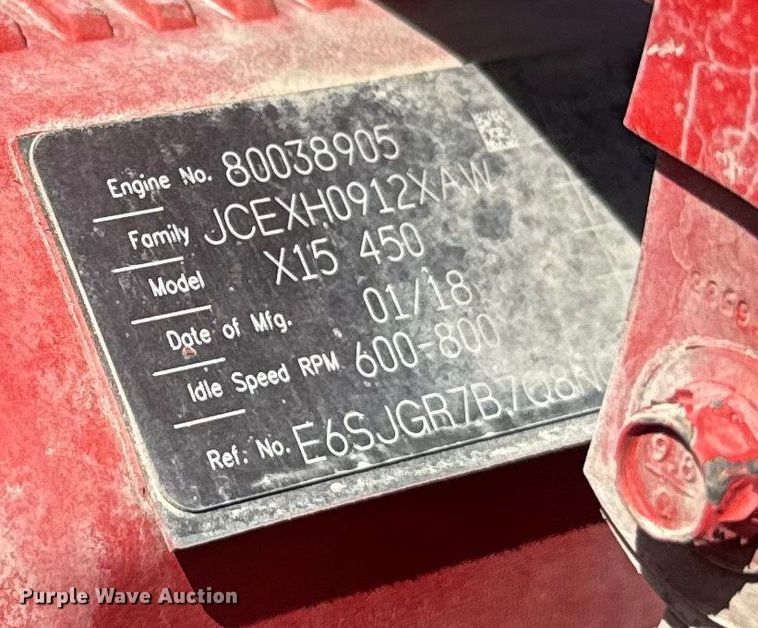 Engine No. 80038905
Family JCEXH0912XAW
Model X15 450
Date of Mfg. 01/18
Idle Speed RPM 600-800
Ref. No.
Purple Wave Auction